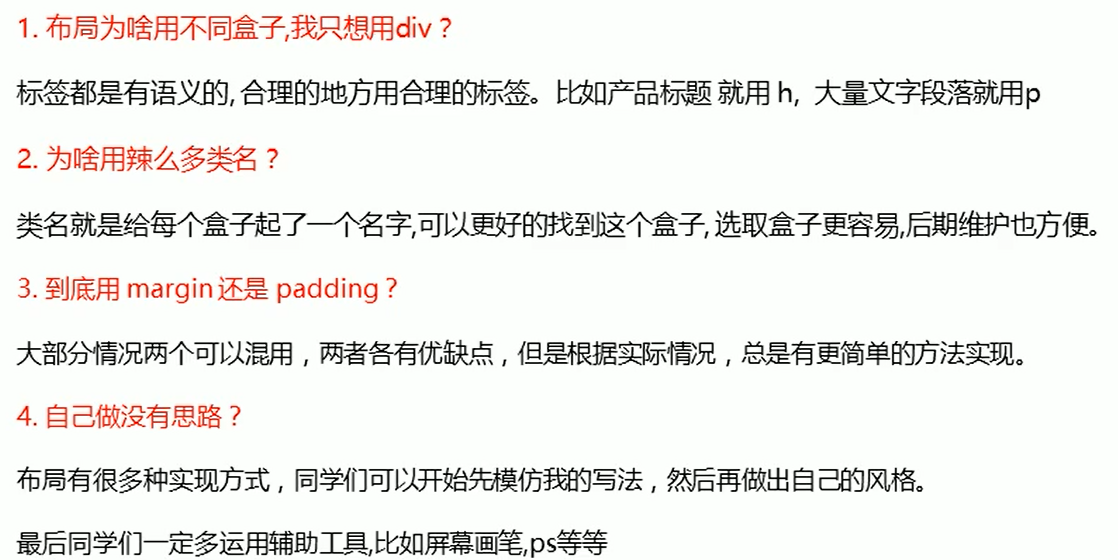 1. 布局为啥用不同盒子,我只想用div？
标签都是有语义的, 合理的地方用合理的标签。比如产品标题 就用 h，大量文字段落就用p
2. 为啥用辣么多类名？
类名就是给每个盒子起了一个名字,可以更好的找到这个盒子, 选取盒子更容易,后期维护也方便。
3. 到底用 margin 还是 padding？
大部分情况两个可以混用，两者各有优缺点，但是根据实际情况，总是有更简单的方法实现。
4. 自己做没有思路？
布局有很多种实现方式，同学们可以开始先模仿我的写法，然后再做出自己的风格。
最后同学们一定多运用辅助工具,比如屏幕画笔,ps等等